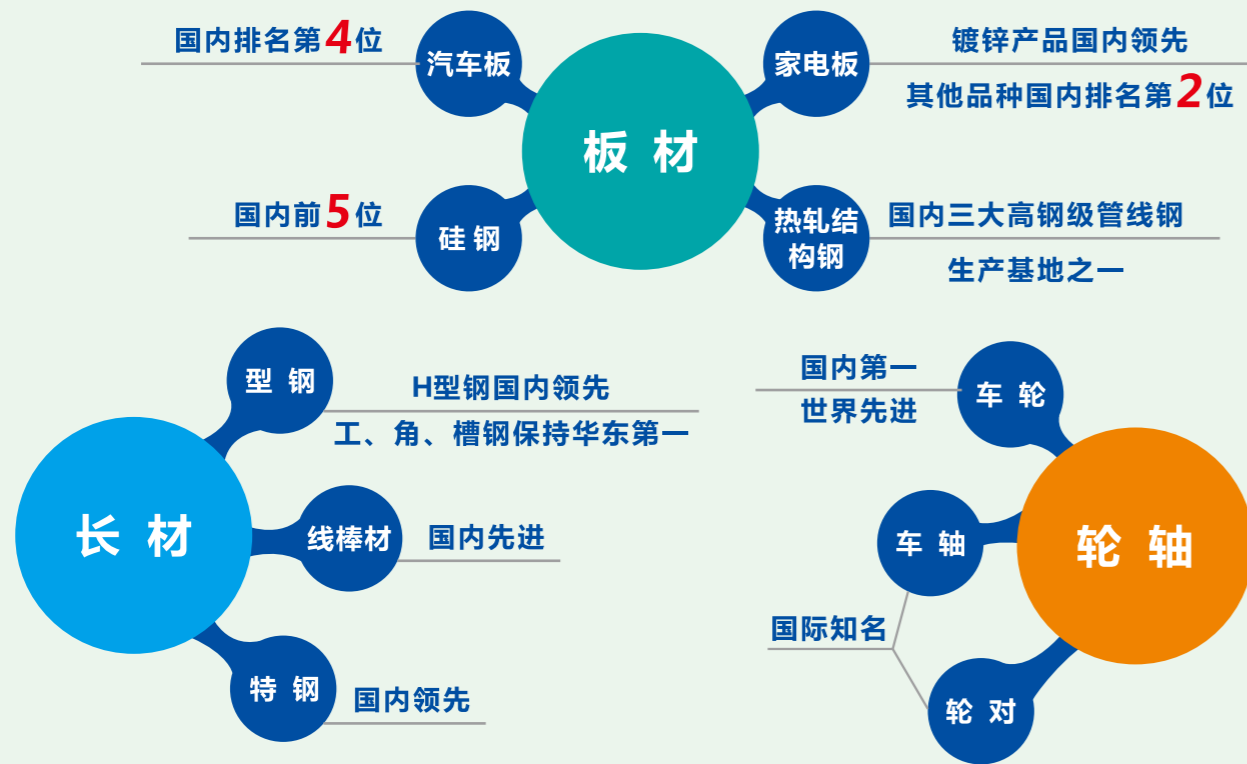 国内排名第4位
汽车板
硅钢
国内前5位
板材
家电板
镀锌产品国内领先
其他品种国内排名第2位
热轧结
构钢
国内三大高钢级管线钢
生产基地之一
长材
型钢
H型钢国内领先
工、角、槽钢保持华东第一
线棒材
国内先进
特钢
国内领先
轮轴
车轮
国内第一
世界先进
车轴
国际知名
轮对